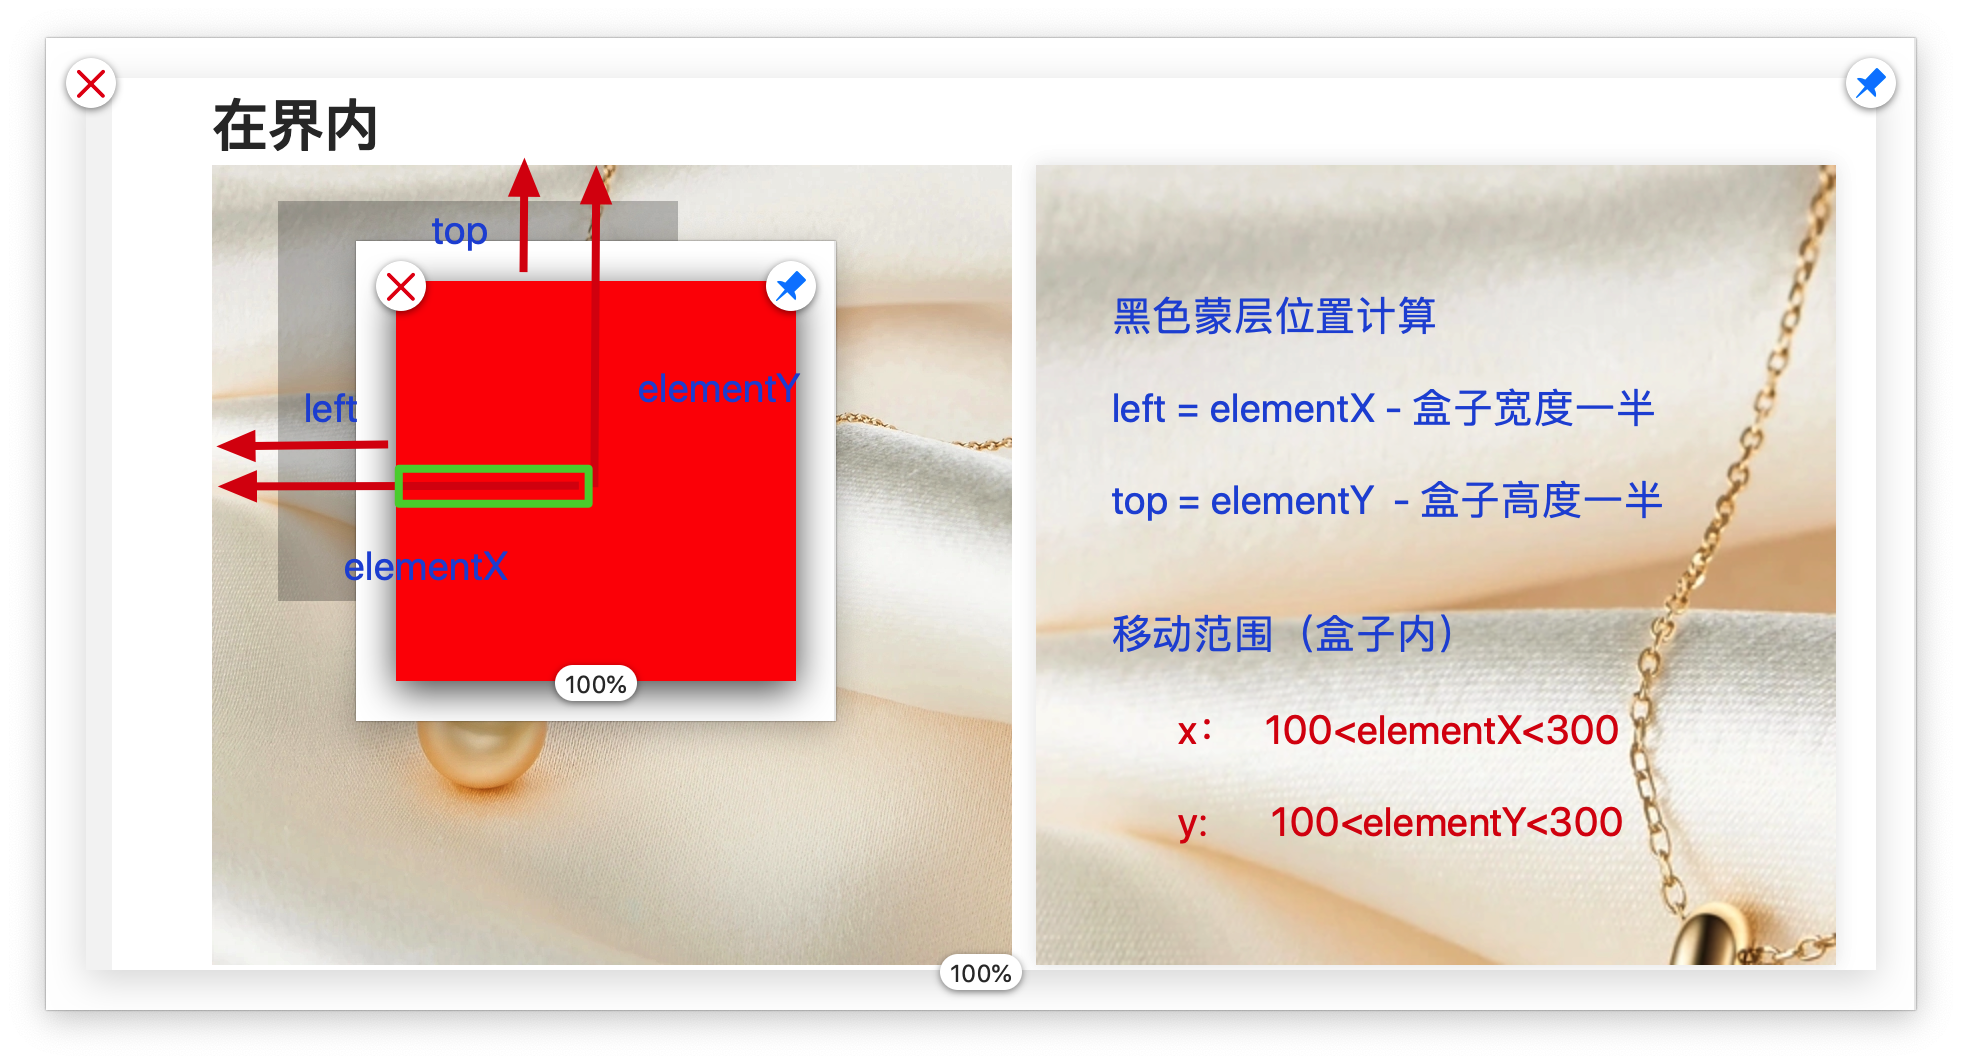 在界内
top
elementY
left
elementX
100%
黑色蒙层位置计算
left = elementX - 盒子宽度一半
top = elementY - 盒子高度一半
移动范围（盒子内）
x： 100<elementX<300
y: 100<elementY<300
100%